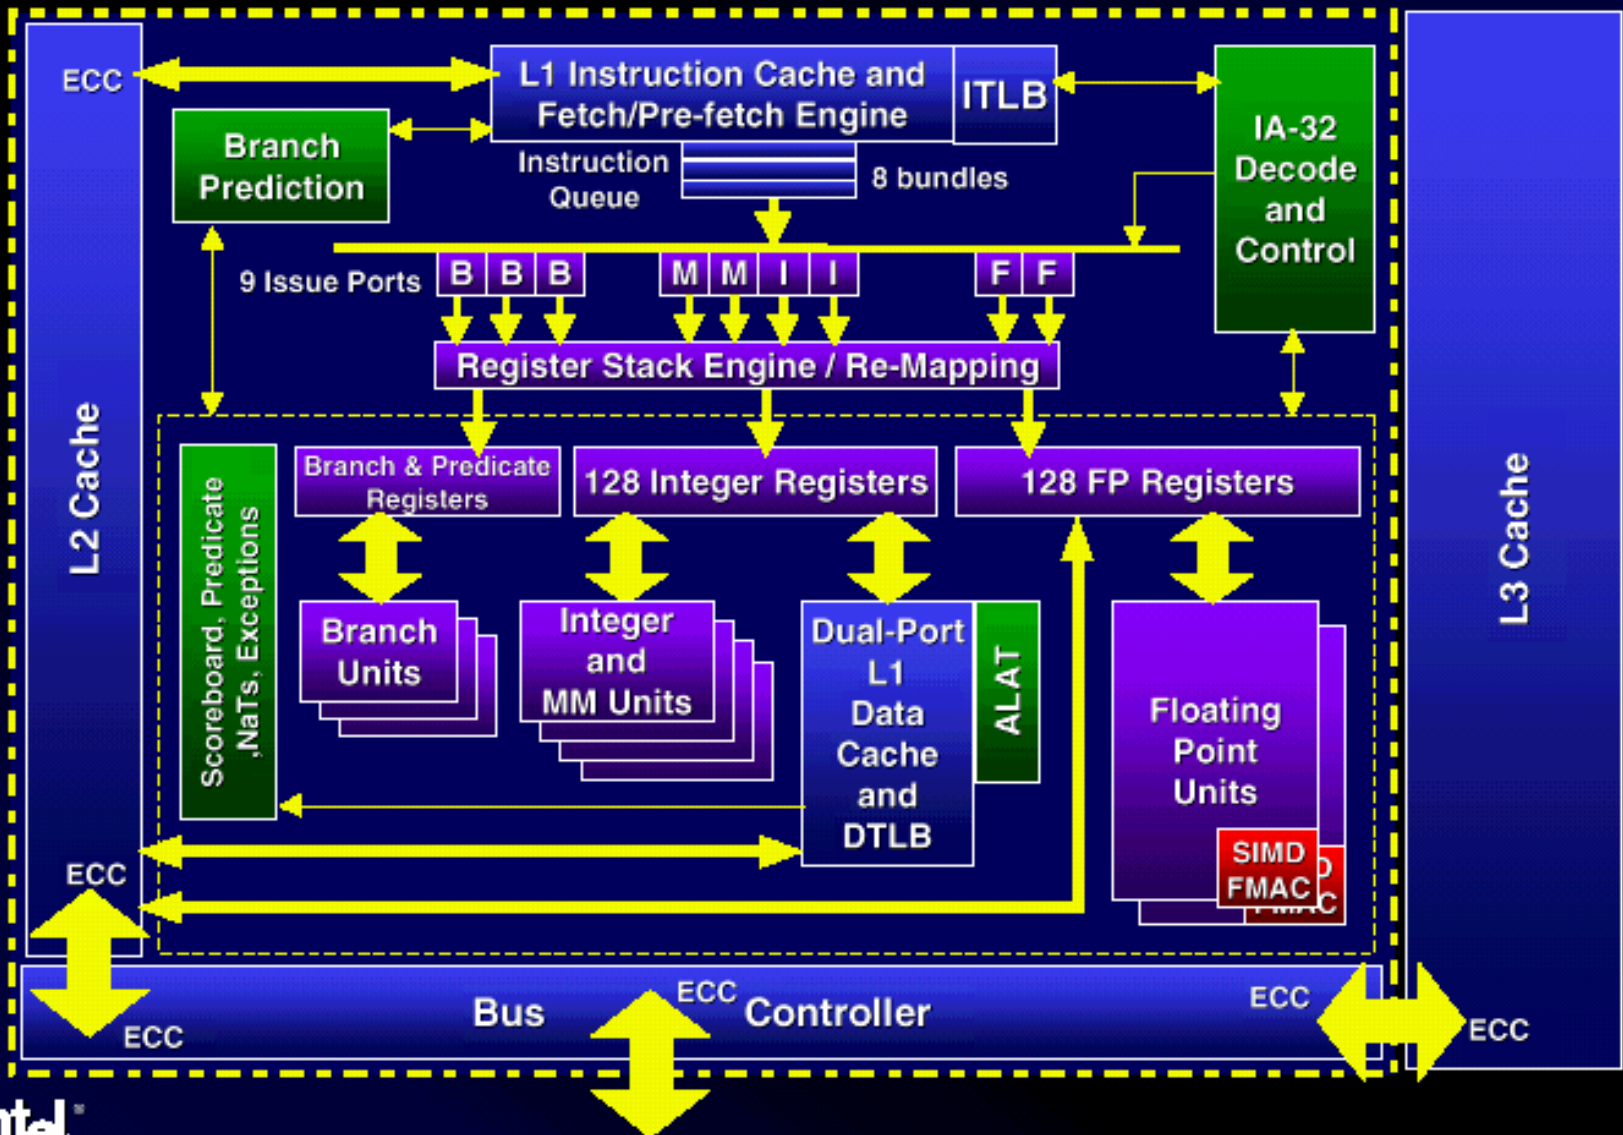 ECC
L1 Instruction Cache and
Fetch/Pre-fetch Engine
ITLB
IA-32
Decode
and
Control
Branch
Prediction
Instruction
Queue
8 bundles
9 Issue Ports
B B B
M M I I
F F
Register Stack Engine / Re-Mapping
L2 Cache
Scoreboard, Predicate
,NaTs, Exceptions
Branch & Predicate
Registers
128 Integer Registers
128 FP Registers
L3 Cache
Branch
Units
Integer
and
MM Units
Dual-Port
L1
Data
Cache
and
DTLB
ALAT
Floating
Point
Units
SIMD
FMAC
D
FMAC
ECC
ECC
Bus
ECC
Controller
ECC
ECC
ntel